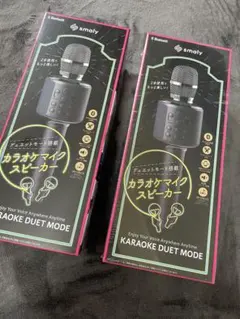 Bluetooth
smaly
デュエットモード搭載
カラオケマイク
スピーカー
Enjoy Your Voice Anywhere Anytime
KARAOKE DUET MODE
Bluetooth
smaly
デュエットモード搭載
カラオケマイク
スピーカー
Enjoy Your Voice Anywhere Anytime
KARAOKE DUET MODE